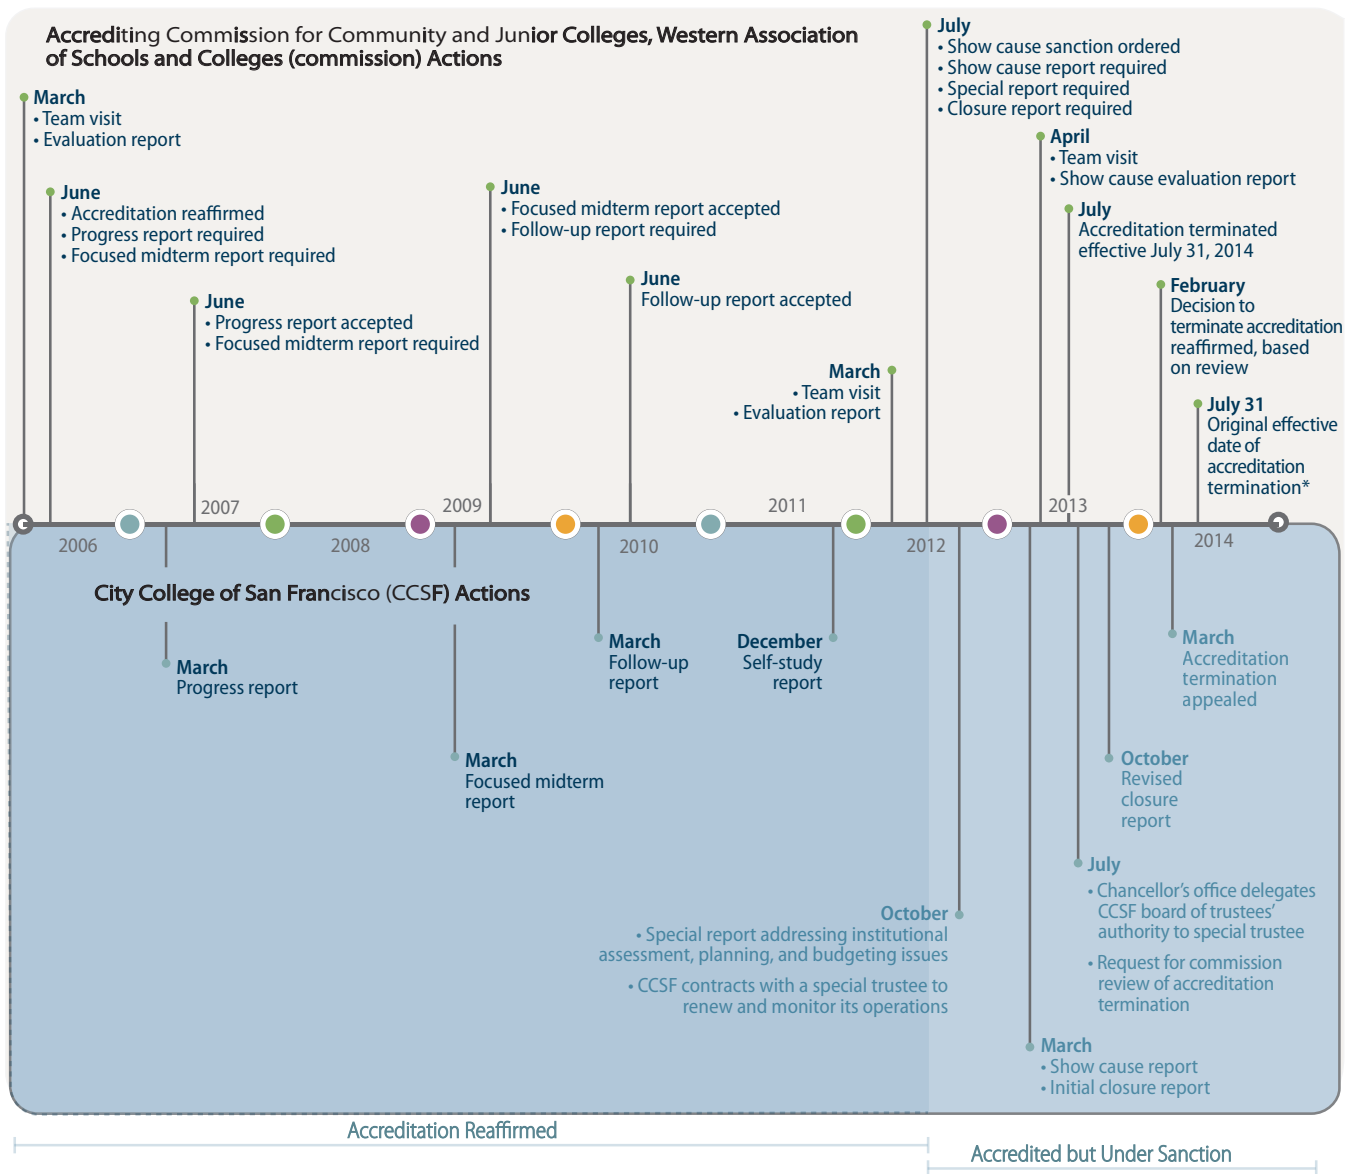 Accrediting Commission for Community and Junior Colleges, Western Association
of Schools and Colleges (commission) Actions
March
• Team visit
• Evaluation report
June
• Accreditation reaffirmed
• Progress report required
• Focused midterm report required
June
• Progress report accepted
• Focused midterm report required
June
• Focused midterm report accepted
• Follow-up report required
June
Follow-up report accepted
March
• Team visit
• Evaluation report
July
• Show cause sanction ordered
• Show cause report required
• Special report required
• Closure report required
April
• Team visit
• Show cause evaluation report
July
Accreditation terminated
effective July 31, 2014
February
Decision to
terminate accreditation
reaffirmed, based
on review
July 31
Original effective
date of
accreditation
termination*
2006
2007
2008
2009
2010
2011
2012
2013
2014
City College of San Francisco (CCSF) Actions
March
Progress report
March
Focused midterm
report
March
Follow-up
report
December
Self-study
report
October
• Special report addressing institutional
assessment, planning, and budgeting issues
• CCSF contracts with a special trustee to
renew and monitor its operations
March
• Show cause report
• Initial closure report
July
• Chancellor's office delegates
CCSF board of trustees'
authority to special trustee
• Request for commission
review of accreditation
termination
October
Revised
closure
report
March
Accreditation
termination
appealed
Accreditation Reaffirmed
Accredited but Under Sanction